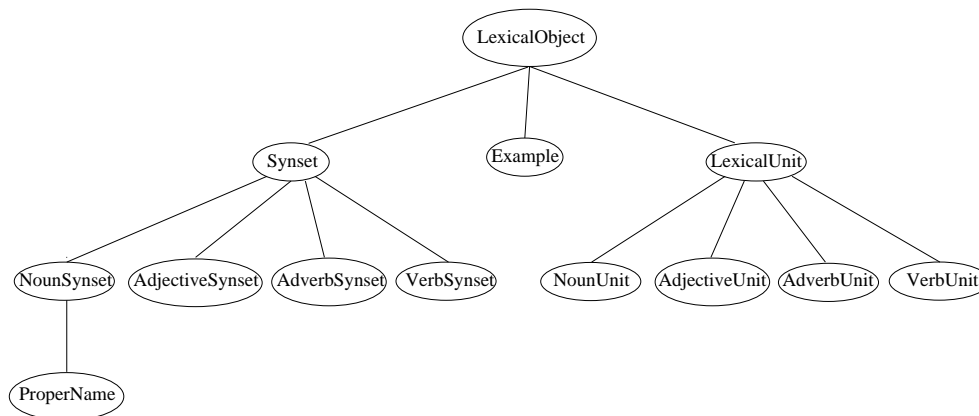 LexicalObject
Synset
Example
LexicalUnit
NounSynset
AdjectiveSynset
AdverbSynset
VerbSynset
NounUnit
AdjectiveUnit
AdverbUnit
VerbUnit
ProperName